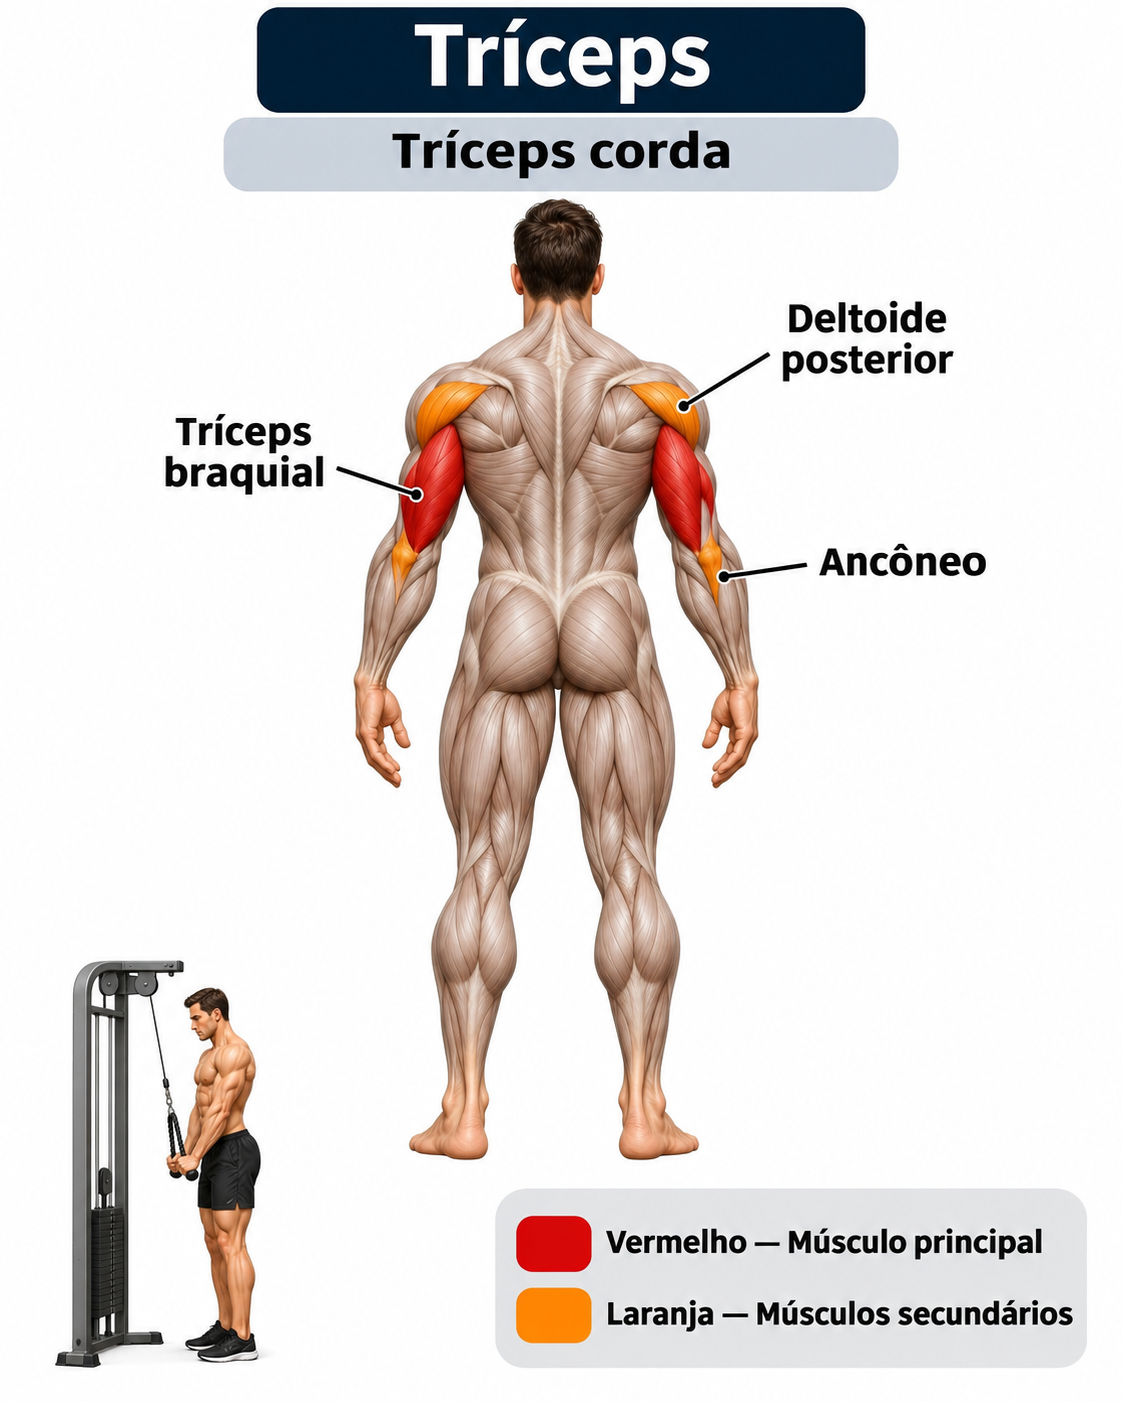 Tríceps
Tríceps corda
Deltoide
posterior
Tríceps
braquial
Ancôneo
Vermelho — Músculo principal
Laranja — Músculos secundários